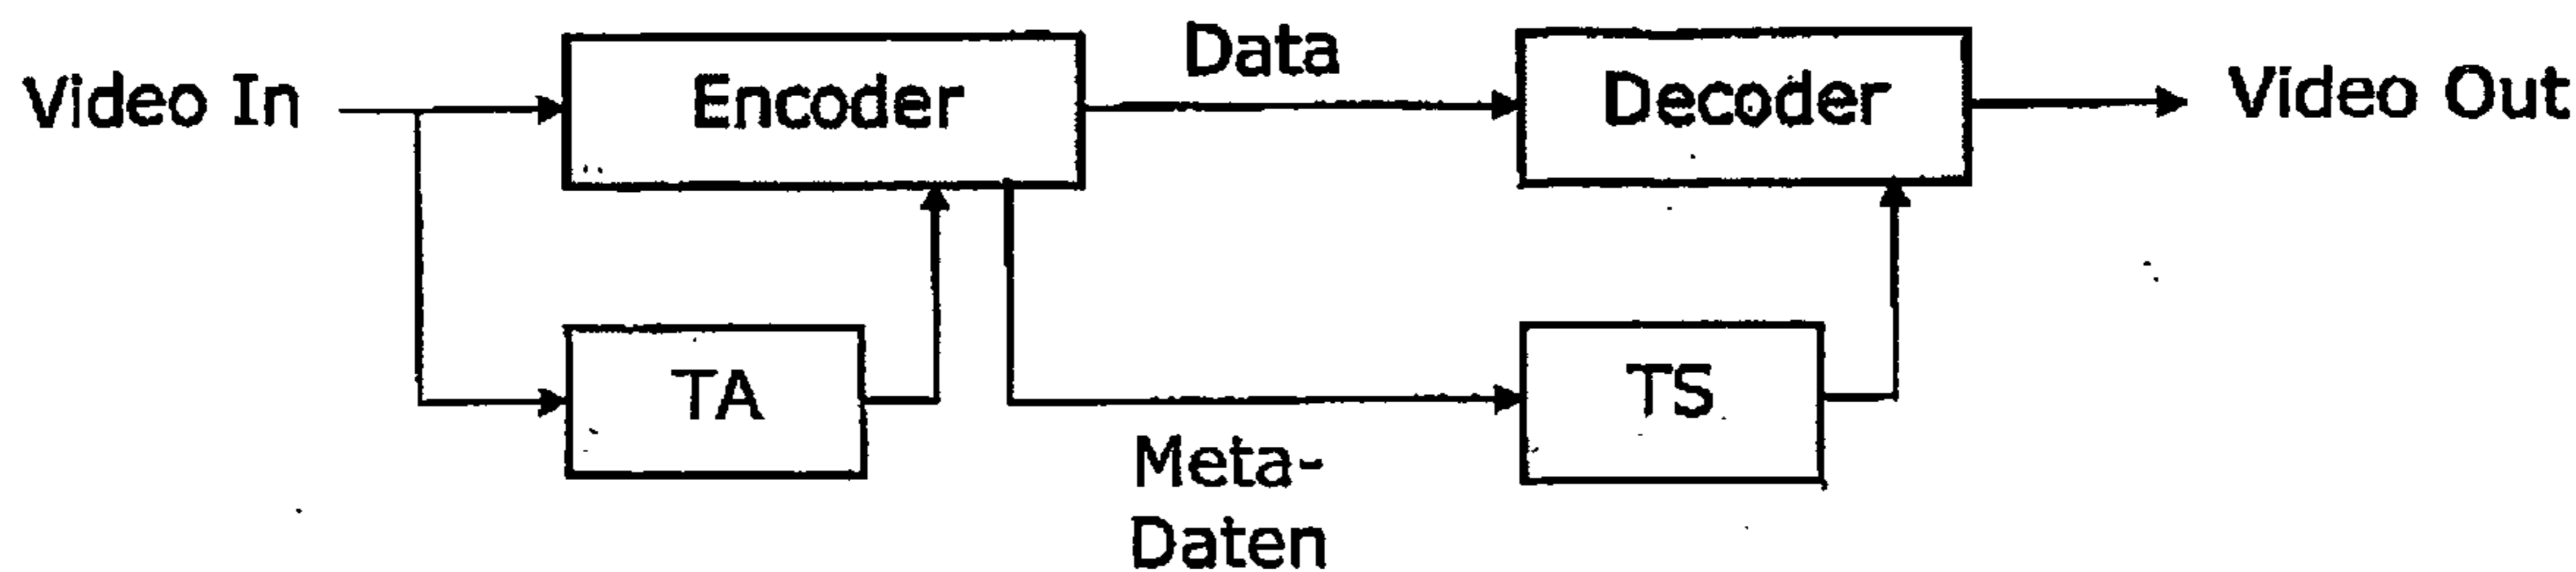 Video In
Encoder
Data
Decoder
Video Out
TA
Meta-
Daten
TS